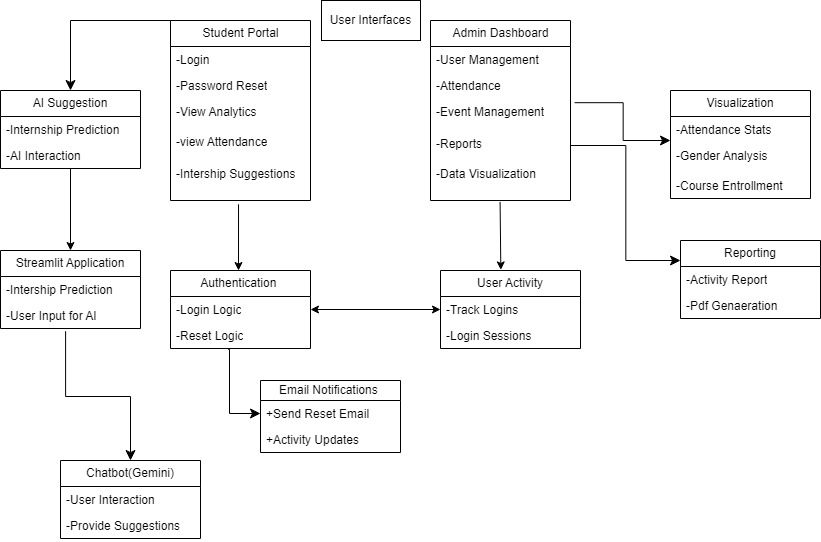 User Interfaces
Student Portal
-Login
-Password Reset
-View Analytics
-view Attendance
-Intership Suggestions
Admin Dashboard
-User Management
-Attendance
-Event Management
-Reports
-Data Visualization
AI Suggestion
-Internship Prediction
-AI Interaction
Visualization
-Attendance Stats
-Gender Analysis
-Course Entrollment
Streamlit Application
-Intership Prediction
-User Input for AI
Authentication
-Login Logic
-Reset Logic
User Activity
-Track Logins
-Login Sessions
Reporting
-Activity Report
-Pdf Genaeration
Email Notifications
+Send Reset Email
+Activity Updates
Chatbot(Gemini)
-User Interaction
-Provide Suggestions